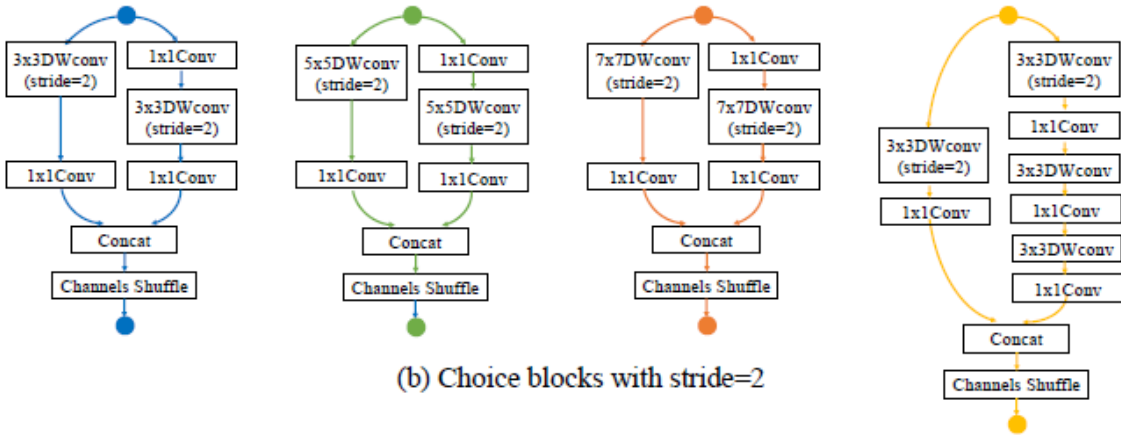 3x3DWconv
(stride=2)
1x1Conv
3x3DWconv
(stride=2)
1x1Conv
1x1Conv
Concat
Channels Shuffle
5x5DWconv
(stride=2)
1x1Conv
5x5DWconv
(stride=2)
1x1Conv
1x1Conv
Concat
Channels Shuffle
7x7DWconv
(stride=2)
1x1Conv
7x7DWconv
(stride=2)
1x1Conv
1x1Conv
Concat
Channels Shuffle
3x3DWconv
(stride=2)
1x1Conv
3x3DWconv
(stride=2)
1x1Conv
3x3DWconv
1x1Conv
3x3DWconv
1x1Conv
Concat
Channels Shuffle
(b) Choice blocks with stride=2